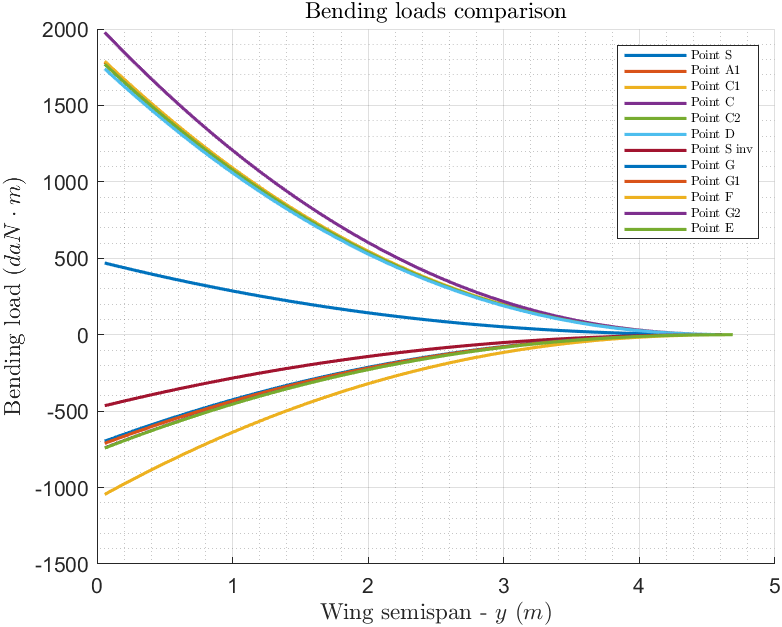 Bending loads comparison
2000
1500
1000
500
0
-500
-1000
-1500
Bending load (daN · m)
0 1 2 3 4 5
Wing semispan - y (m)
Point S
Point A1
Point C1
Point C
Point C2
Point D
Point S inv
Point G
Point G1
Point F
Point G2
Point E